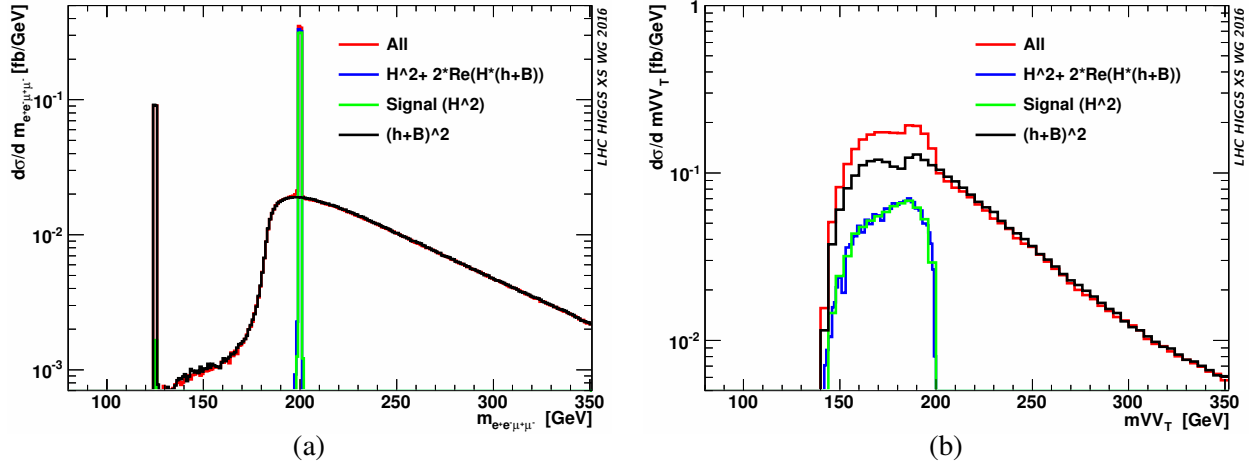 dσ/d m_{e⁺e⁻μ⁺μ⁻} [fb/GeV]
All
H^2+ 2*Re(H*(h+B))
Signal (H^2)
(h+B)^2
LHC HIGGS XS WG 2016
10⁻¹
10⁻²
10⁻³
100 150 200 250 300 350
m_{e⁺e⁻μ⁺μ⁻} [GeV]
(a)
dσ/d mVV_T [fb/GeV]
All
H^2+ 2*Re(H*(h+B))
Signal (H^2)
(h+B)^2
LHC HIGGS XS WG 2016
1
10⁻¹
10⁻²
100 150 200 250 300 350
mVV_T [GeV]
(b)